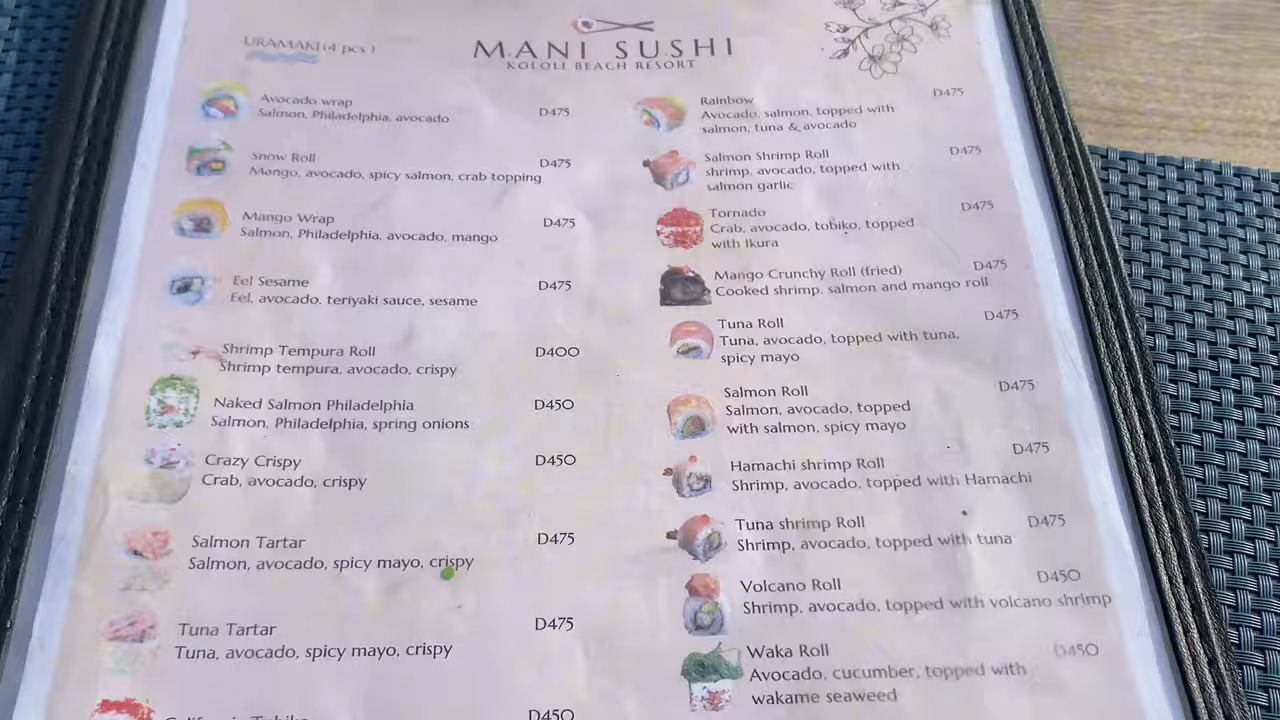 URAMAKI (4 pcs)
MANI SUSHI
KOLOLI BEACH RESORT
Avocado wrap D475
Salmon, Philadelphia, avocado
Snow Roll D475
Mango, avocado, spicy salmon, crab topping
Mango Wrap D475
Salmon, Philadelphia, avocado, mango
Eel Sesame D475
Eel, avocado, teriyaki sauce, sesame
Shrimp Tempura Roll D400
Shrimp tempura, avocado, crispy
Naked Salmon Philadelphia D450
Salmon, Philadelphia, spring onions
Crazy Crispy D450
Crab, avocado, crispy
Salmon Tartar D475
Salmon, avocado, spicy mayo, crispy
Tuna Tartar D475
Tuna, avocado, spicy mayo, crispy
D450
Rainbow D475
Avocado, salmon, topped with
salmon, tuna & avocado
Salmon Shrimp Roll D475
shrimp, avocado, topped with
salmon garlic
Tornado D475
Crab, avocado, tobiko, topped
with Ikura
Mango Crunchy Roll (fried) D475
Cooked shrimp, salmon and mango roll
Tuna Roll D475
Tuna, avocado, topped with tuna,
spicy mayo
Salmon Roll D475
Salmon, avocado, topped
with salmon, spicy mayo
Hamachi shrimp Roll D475
Shrimp, avocado, topped with Hamachi
Tuna shrimp Roll D475
Shrimp, avocado, topped with tuna
Volcano Roll D450
Shrimp, avocado, topped with volcano shrimp
Waka Roll D450
Avocado, cucumber, topped with
wakame seaweed